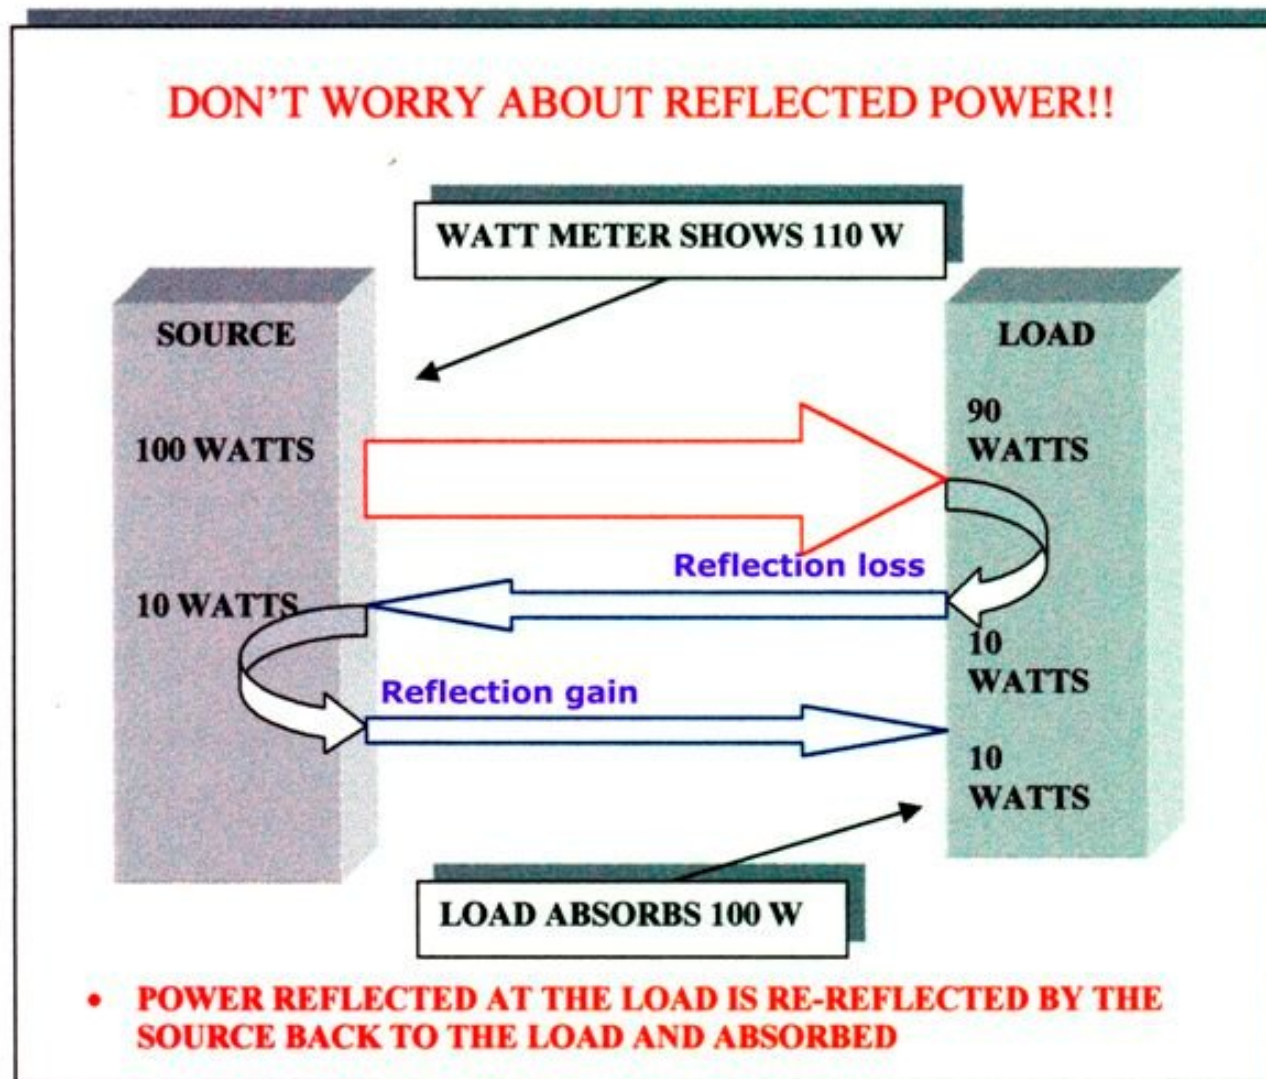 DON'T WORRY ABOUT REFLECTED POWER!!
WATT METER SHOWS 110 W
SOURCE
LOAD
100 WATTS
90
WATTS
Reflection loss
10 WATTS
10
WATTS
Reflection gain
10
WATTS
LOAD ABSORBS 100 W
• POWER REFLECTED AT THE LOAD IS RE-REFLECTED BY THE
SOURCE BACK TO THE LOAD AND ABSORBED